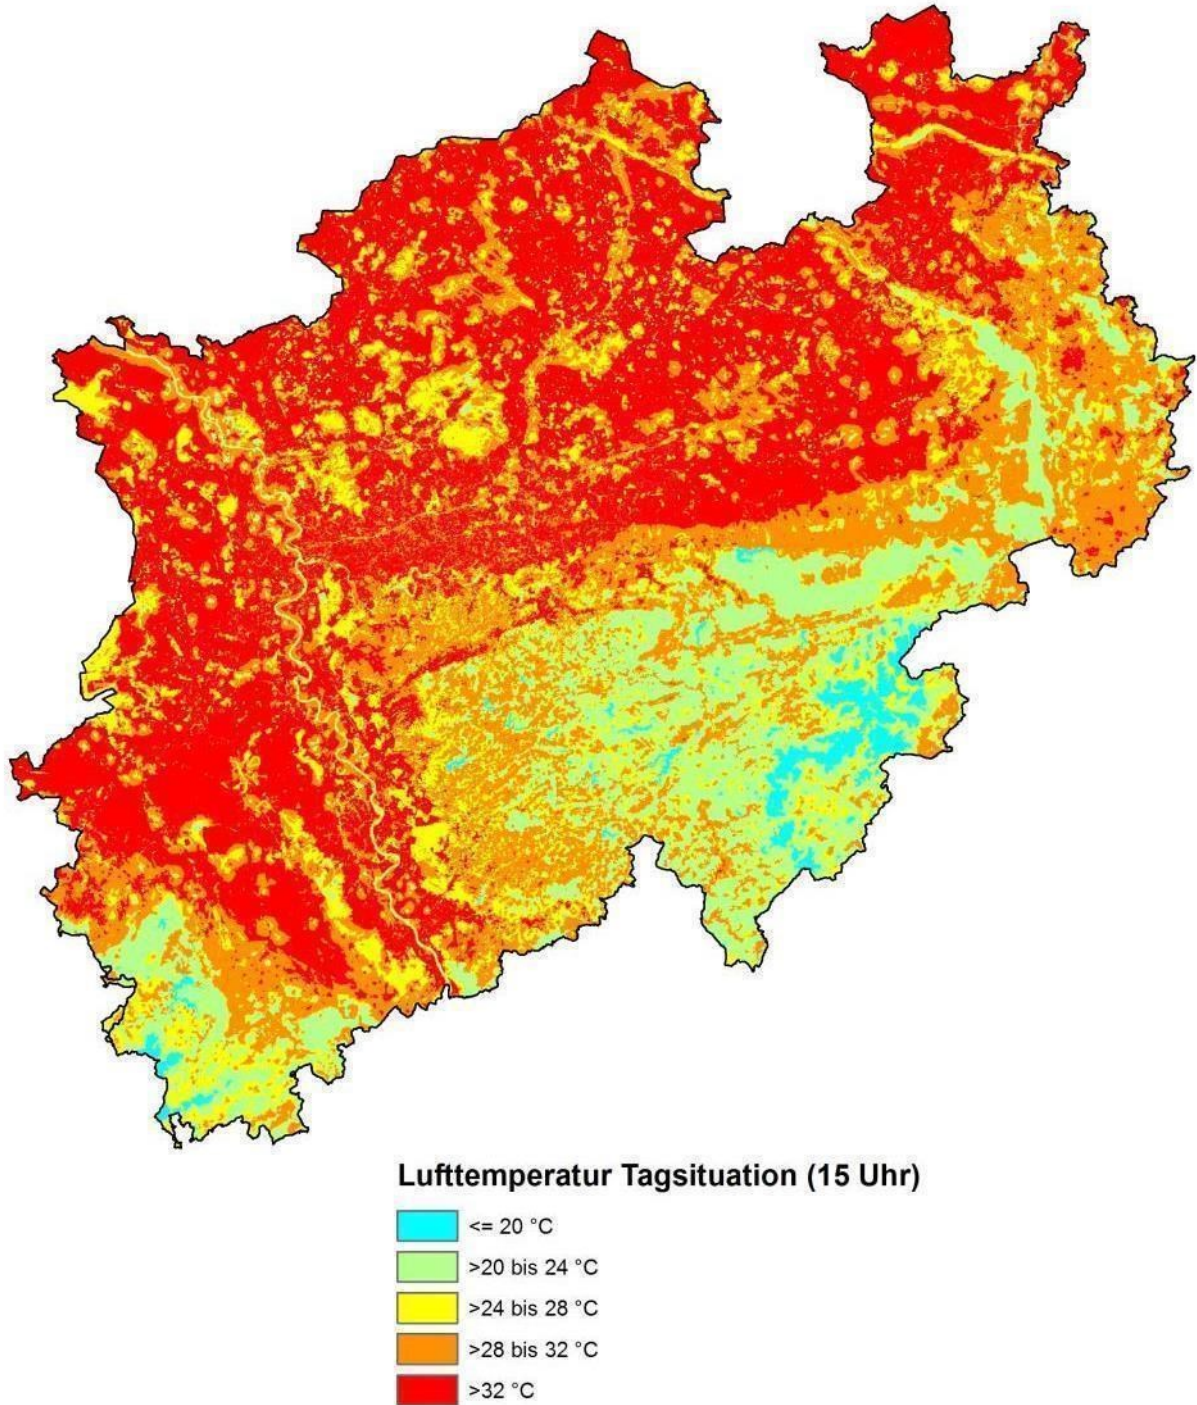 Lufttemperatur Tagsituation (15 Uhr)
<= 20 °C
>20 bis 24 °C
>24 bis 28 °C
>28 bis 32 °C
>32 °C